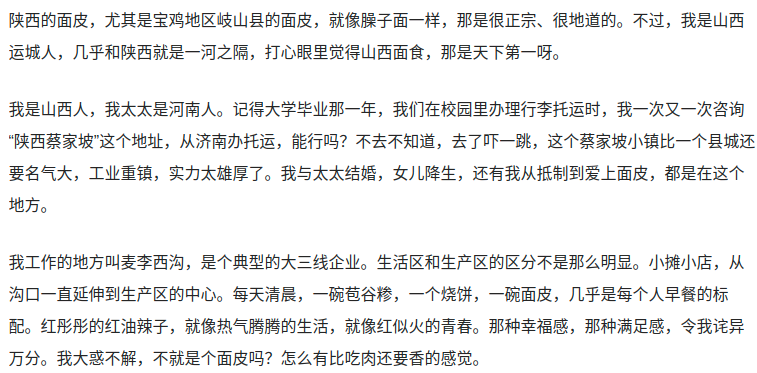 陕西的面皮，尤其是宝鸡地区岐山县的面皮，就像臊子面一样，那是很正宗、很地道的。不过，我是山西
运城人，几乎和陕西就是一河之隔，打心眼里觉得山西面食，那是天下第一呀。
我是山西人，我太太是河南人。记得大学毕业那一年，我们在校园里办理行李托运时，我一次又一次咨询
“陕西蔡家坡”这个地址，从济南办托运，能行吗？不去不知道，去了吓一跳，这个蔡家坡小镇比一个县城还
要名气大，工业重镇，实力太雄厚了。我与太太结婚，女儿降生，还有我从抵制到爱上面皮，都是在这个
地方。
我工作的地方叫麦李西沟，是个典型的大三线企业。生活区和生产区的区分不是那么明显。小摊小店，从
沟口一直延伸到生产区的中心。每天清晨，一碗苞谷糁，一个烧饼，一碗面皮，几乎是每个人早餐的标
配。红彤彤的红油辣子，就像热气腾腾的生活，就像红似火的青春。那种幸福感，那种满足感，令我诧异
万分。我大惑不解，不就是个面皮吗？怎么有比吃肉还要香的感觉。